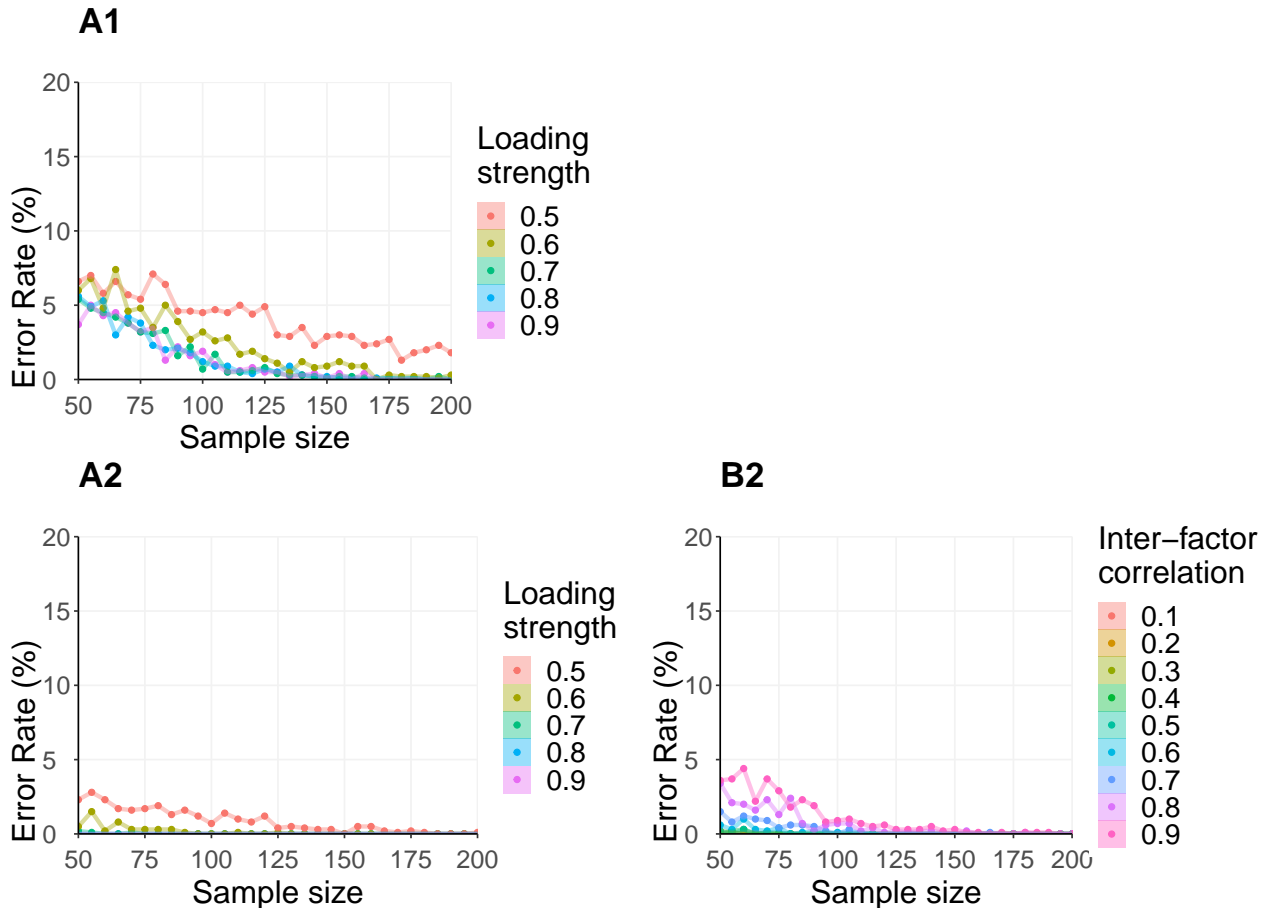 A1
20
15
10
5
0
Error Rate (%)
50 75 100 125 150 175 200
Sample size
Loading
strength
0.5
0.6
0.7
0.8
0.9
A2
20
15
10
5
0
Error Rate (%)
50 75 100 125 150 175 200
Sample size
Loading
strength
0.5
0.6
0.7
0.8
0.9
B2
20
15
10
5
0
Error Rate (%)
50 75 100 125 150 175 200
Sample size
Inter−factor
correlation
0.1
0.2
0.3
0.4
0.5
0.6
0.7
0.8
0.9